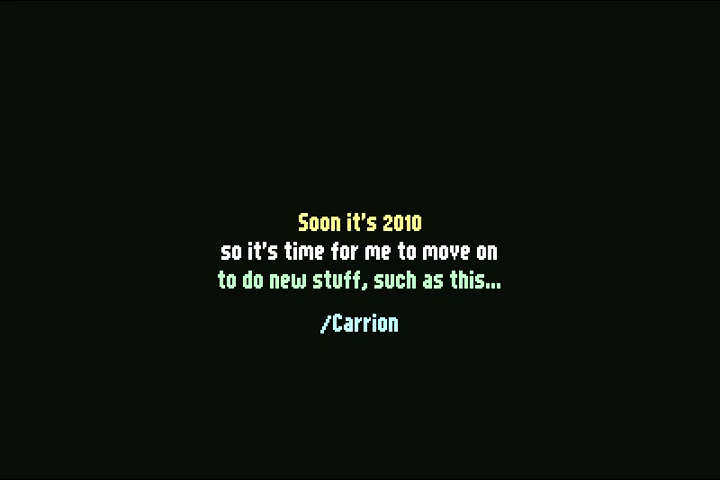 Soon it's 2010
so it's time for me to move on
to do new stuff, such as this...
/Carrion